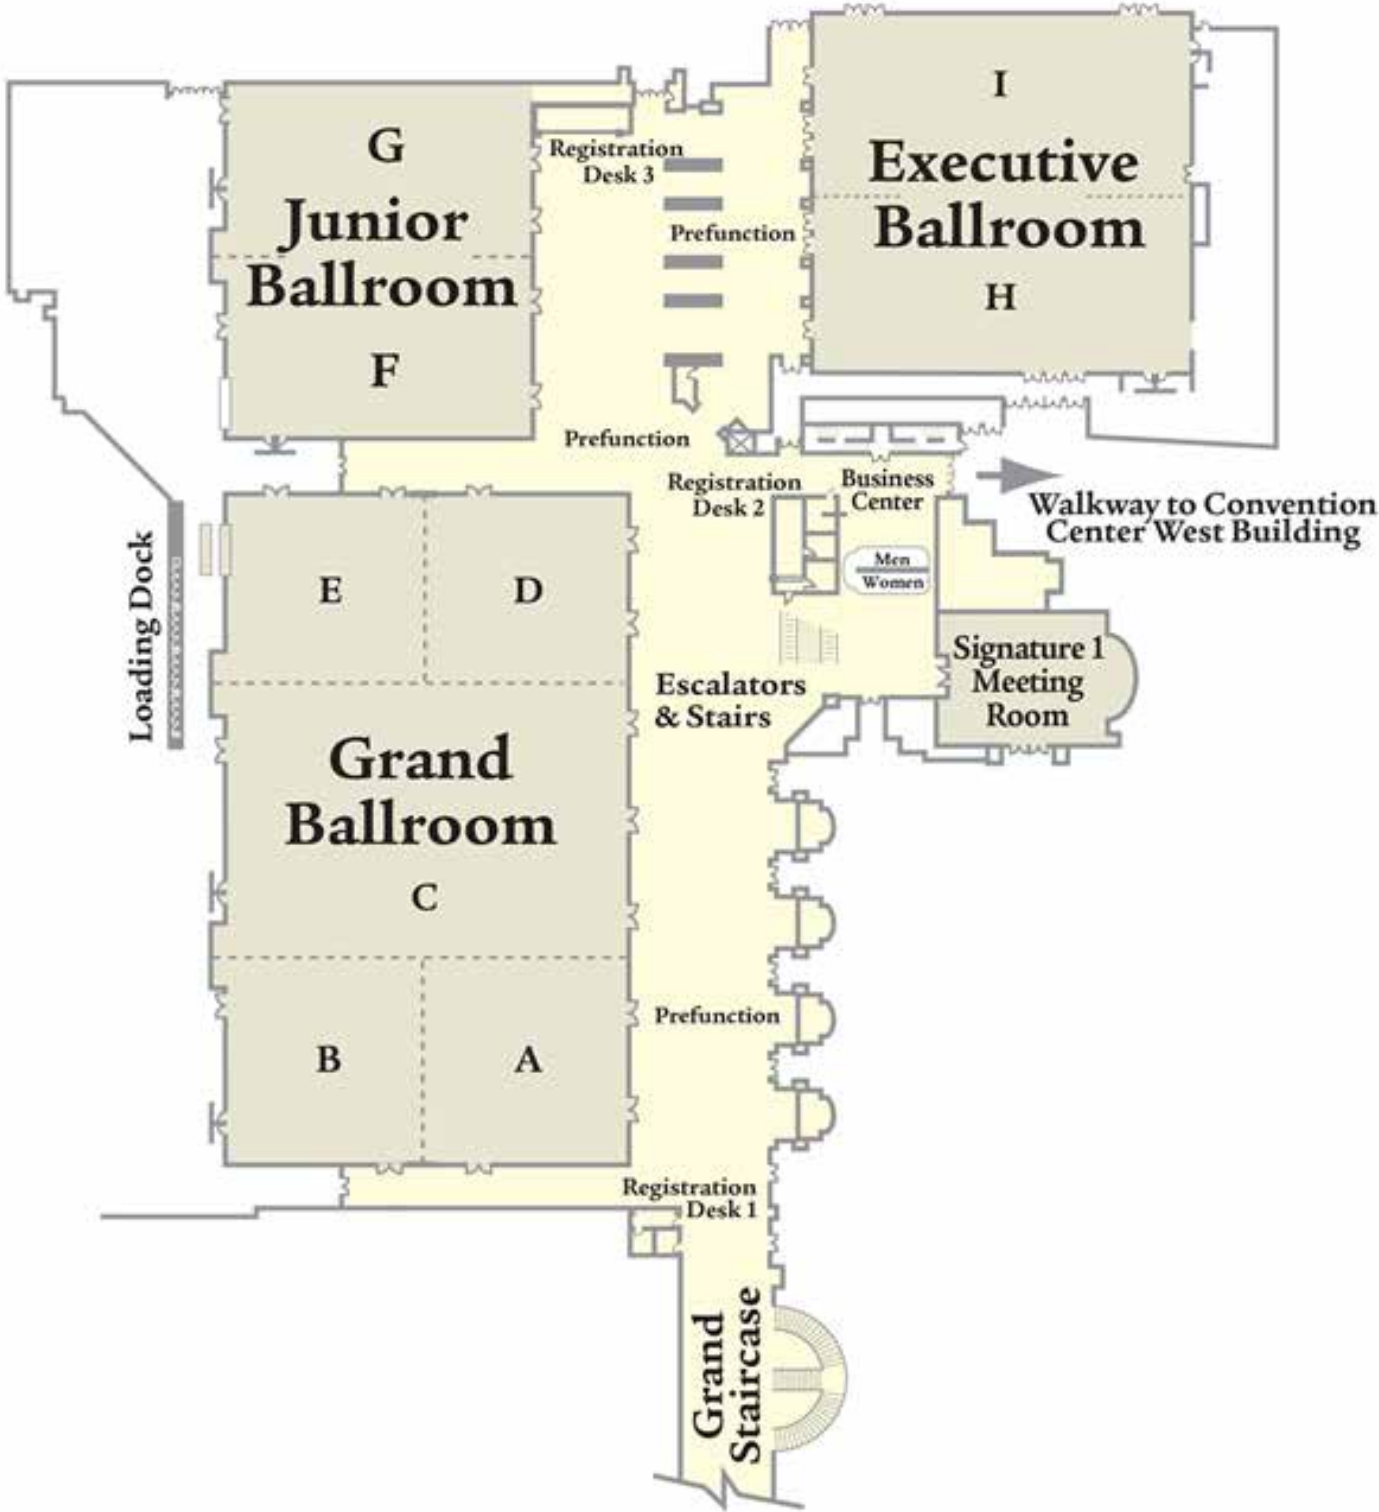 I
Executive
Ballroom
H
G
Junior
Ballroom
F
Registration
Desk 3
Prefunction
Prefunction
Registration
Desk 2
Business
Center
Walkway to Convention
Center West Building
Men
Women
Loading Dock
E
D
Signature 1
Meeting
Room
Escalators
& Stairs
Grand
Ballroom
C
Prefunction
B
A
Registration
Desk 1
Grand
Staircase